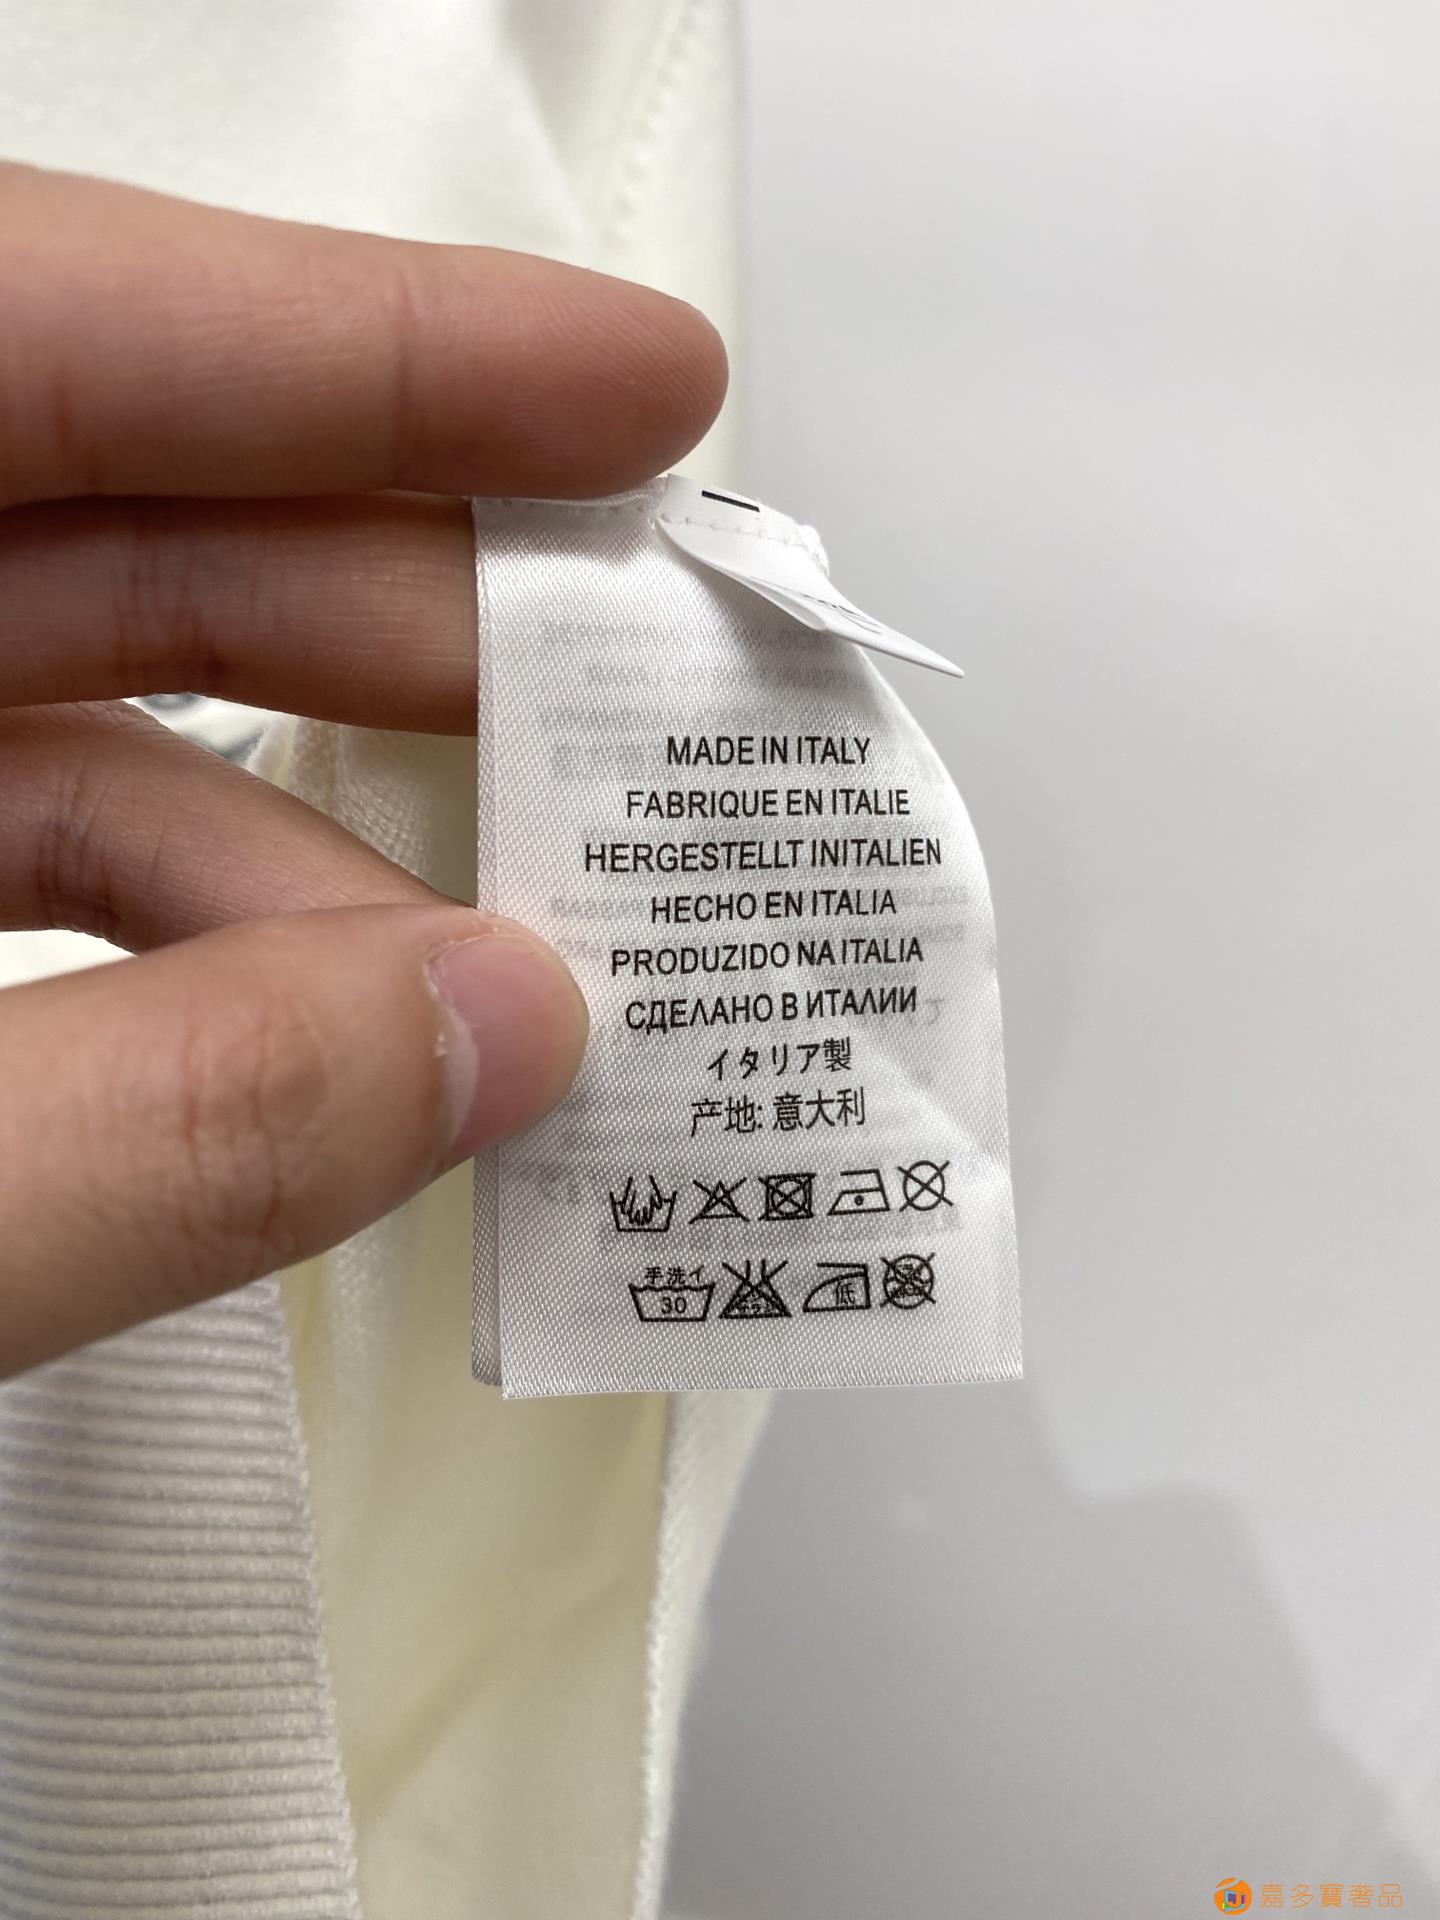 MADE IN ITALY
FABRIQUE EN ITALIE
HERGESTELLT INITALIEN
HECHO EN ITALIA
PRODUZIDO NA ITALIA
СДЕЛАНО В ИТАЛИИ
イタリア製
产地: 意大利
手洗イ
30
低
嘉多寶奢品